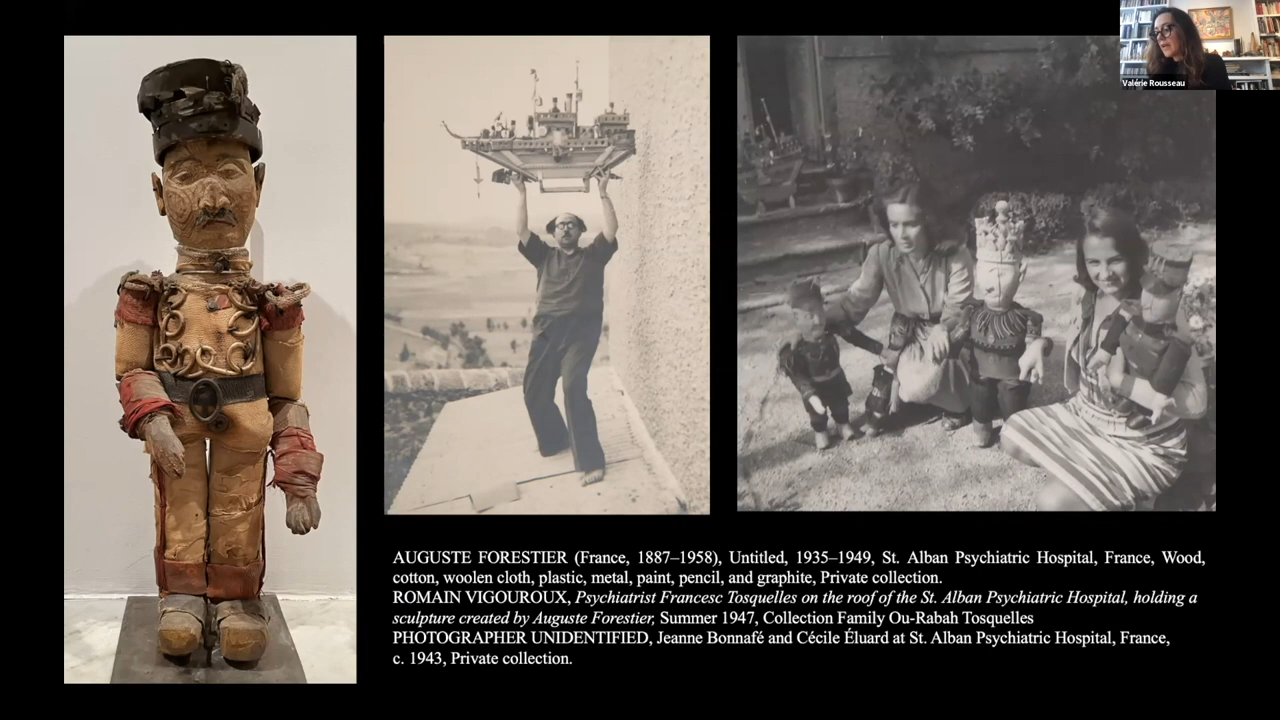 Valérie Rousseau
AUGUSTE FORESTIER (France, 1887–1958), Untitled, 1935–1949, St. Alban Psychiatric Hospital, France, Wood,
cotton, woolen cloth, plastic, metal, paint, pencil, and graphite, Private collection.
ROMAIN VIGOUROUX, Psychiatrist Francesc Tosquelles on the roof of the St. Alban Psychiatric Hospital, holding a
sculpture created by Auguste Forestier, Summer 1947, Collection Family Ou-Rabah Tosquelles
PHOTOGRAPHER UNIDENTIFIED, Jeanne Bonnafé and Cécile Éluard at St. Alban Psychiatric Hospital, France,
c. 1943, Private collection.